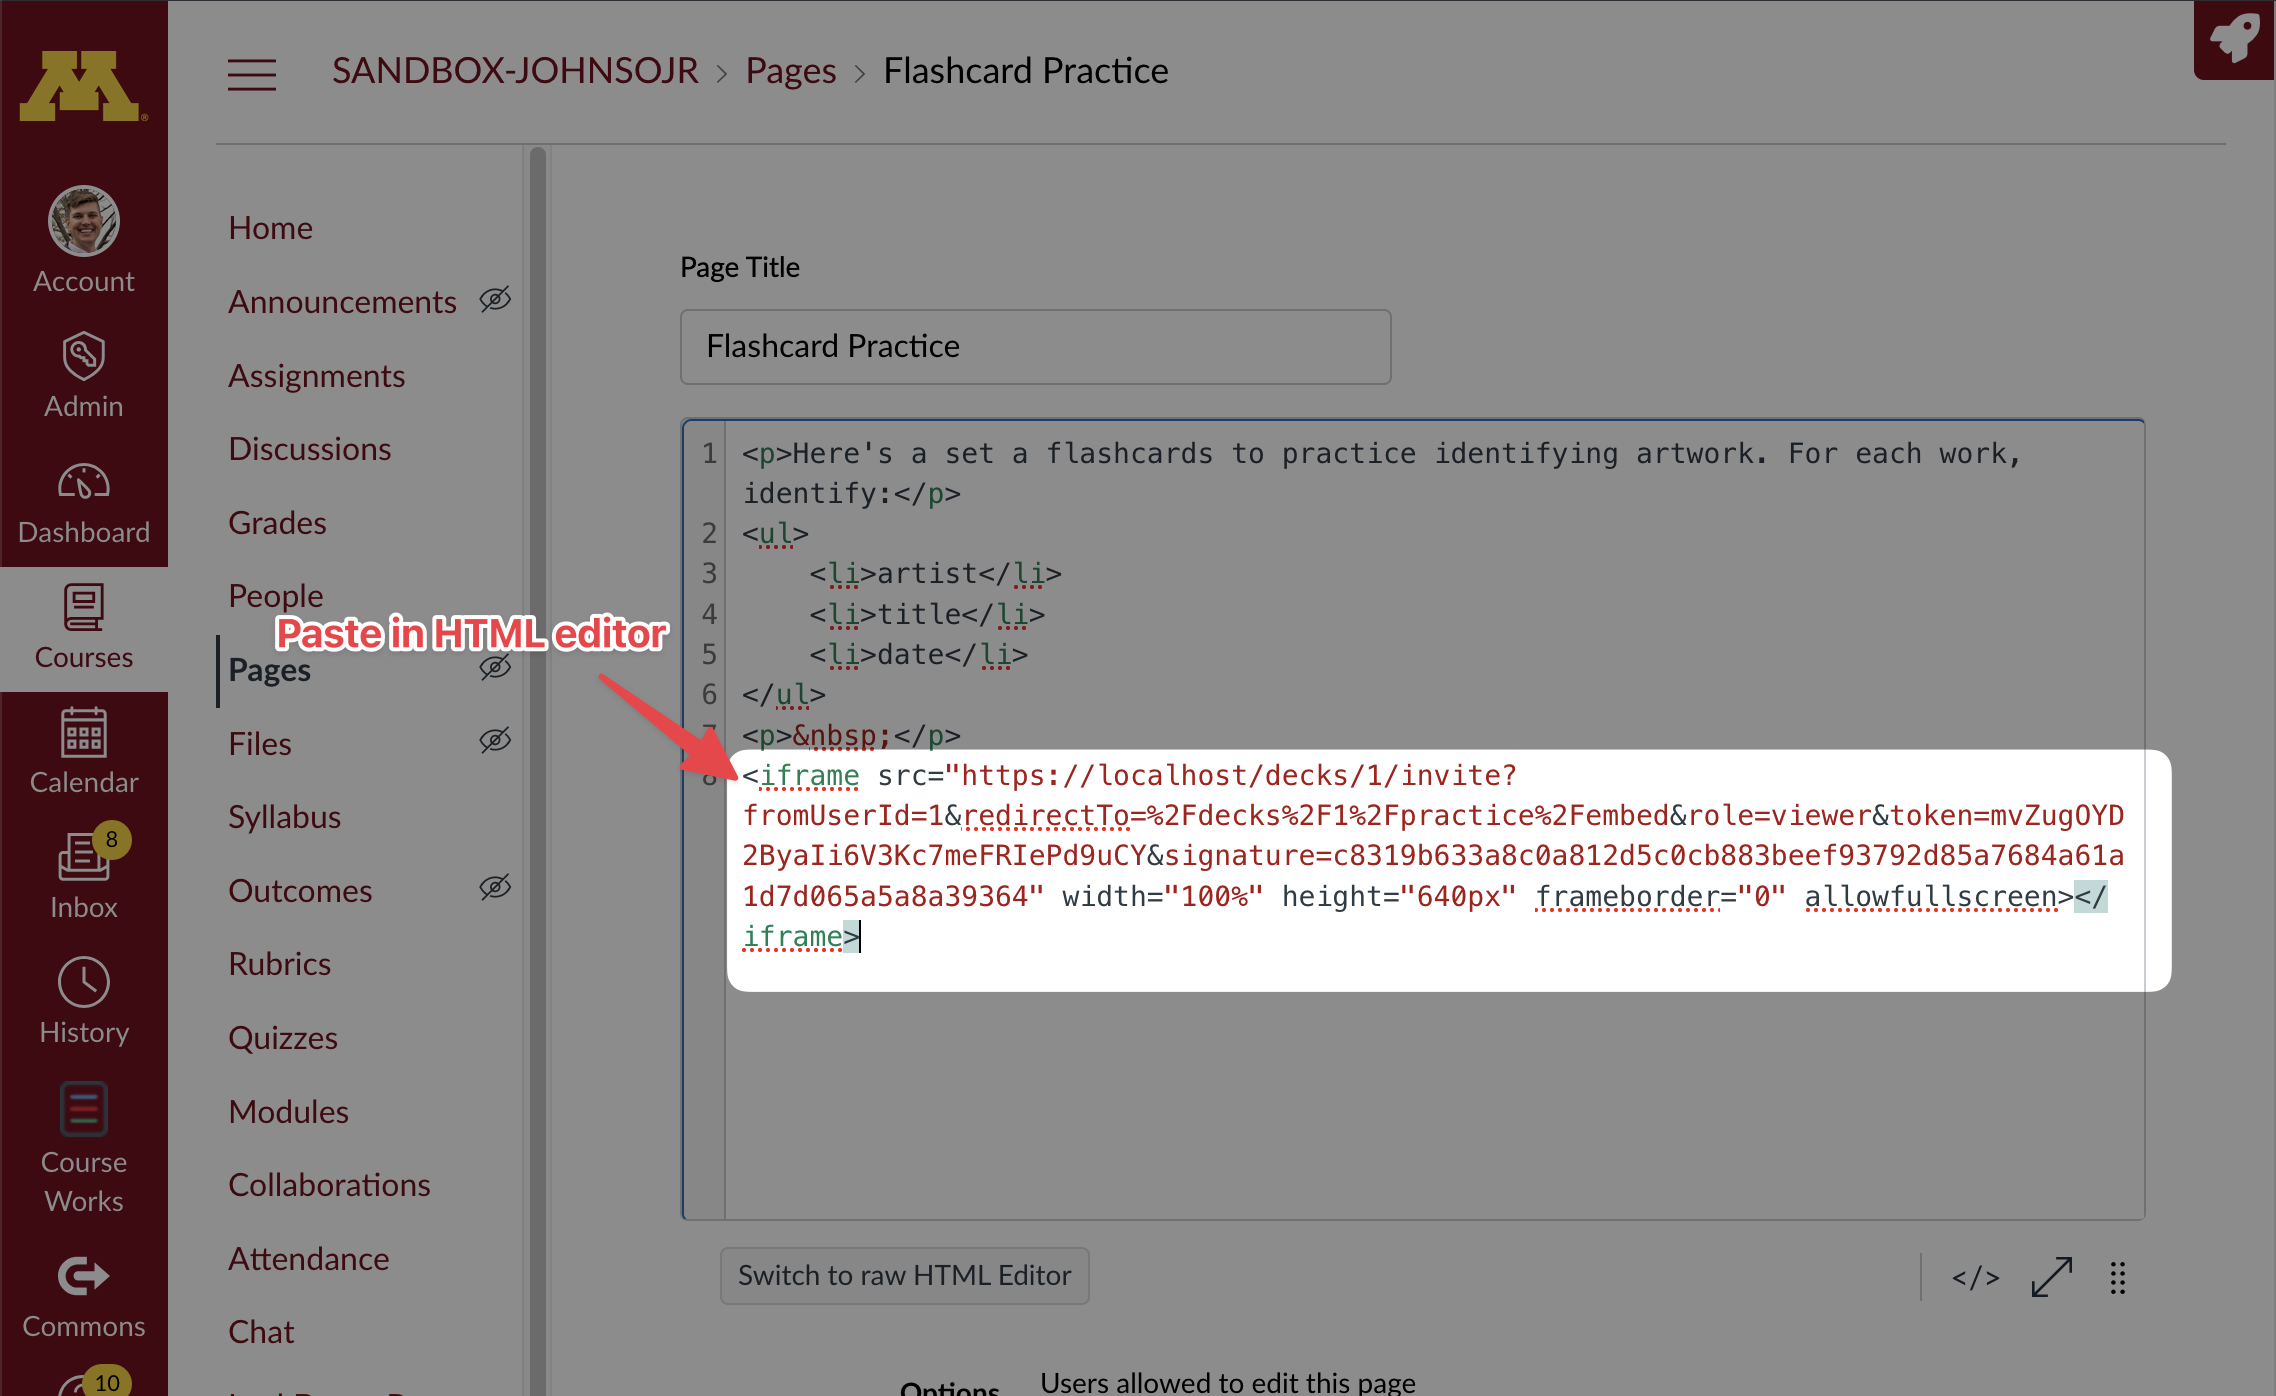 SANDBOX-JOHNSOJR > Pages > Flashcard Practice
Account
Admin
Dashboard
Courses
Calendar
8
Inbox
History
Course
Works
Commons
10
Home
Announcements
Assignments
Discussions
Grades
People
Paste in HTML editor
Pages
Files
Syllabus
Outcomes
Rubrics
Quizzes
Modules
Collaborations
Attendance
Chat
Page Title
Flashcard Practice
1 <p>Here's a set a flashcards to practice identifying artwork. For each work,
identify:</p>
2 <ul>
3 <li>artist</li>
4 <li>title</li>
5 <li>date</li>
6 </ul>
7 <p>&nbsp;</p>
8 <iframe src="https://localhost/decks/1/invite?
fromUserId=1&redirectTo=%2Fdecks%2F1%2Fpractice%2Fembed&role=viewer&token=mvZugOYD
2ByaIi6V3Kc7meFRIePd9uCY&signature=c8319b633a8c0a812d5c0cb883beef93792d85a7684a61a
1d7d065a5a8a39364" width="100%" height="640px" frameborder="0" allowfullscreen></
iframe>
Switch to raw HTML Editor
</>
Options
Users allowed to edit this page